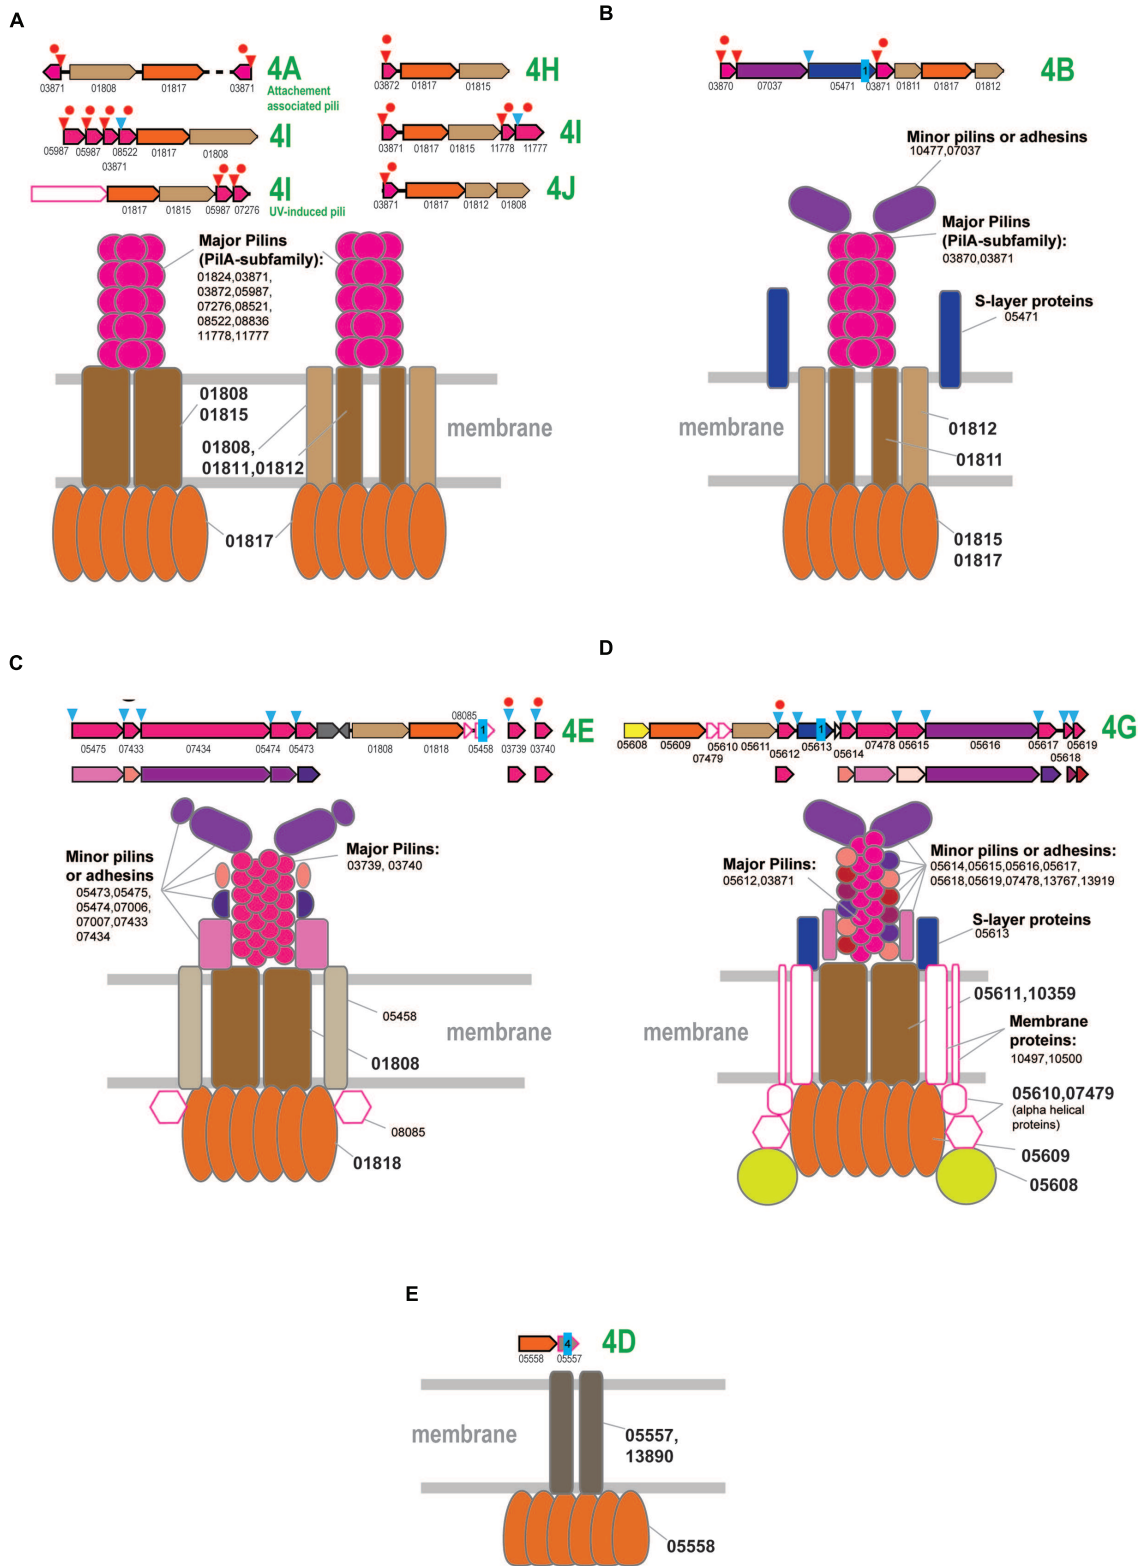 A
4A
03871
01808
01817
03871
Attachement
associated pili
4H
03872
01817
01815
4I
05987
05987
08522
01817
01808
03871
4I
03871
01817
01815
11778
11777
4I
01817
01815
05987
07276
UV-induced pili
4J
03871
01817
01812
01808
Major Pilins
(PilA-subfamily):
01824,03871,
03872,05987,
07276,08521,
08522,08836
11778,11777
01808
01815
01808,
01811,01812
membrane
01817
B
1
4B
03870
07037
05471
03871
01811
01817
01812
Minor pilins or adhesins
10477,07037
Major Pilins
(PilA-subfamily):
03870,03871
S-layer proteins
05471
membrane
01812
01811
01815
01817
C
08085
1
4E
05475
07433
07434
05474
05473
01808
01818
05458
03739
03740
Minor pilins
or adhesins
05473,05475,
05474,07006,
07007,07433
07434
Major Pilins:
03739, 03740
05458
membrane
01808
08085
01818
D
1
4G
05608
05609
05610
05611
05612
05613
07478
05615
05616
05617
05619
07479
05614
05618
Major Pilins:
05612,03871
Minor pilins or adhesins:
05614,05615,05616,05617,
05618,05619,07478,13767,13919
S-layer proteins
05613
05611,10359
membrane
Membrane
proteins:
10497,10500
05610,07479
(alpha helical
proteins)
05609
05608
E
4
4D
05558
05557
membrane
05557,
13890
05558